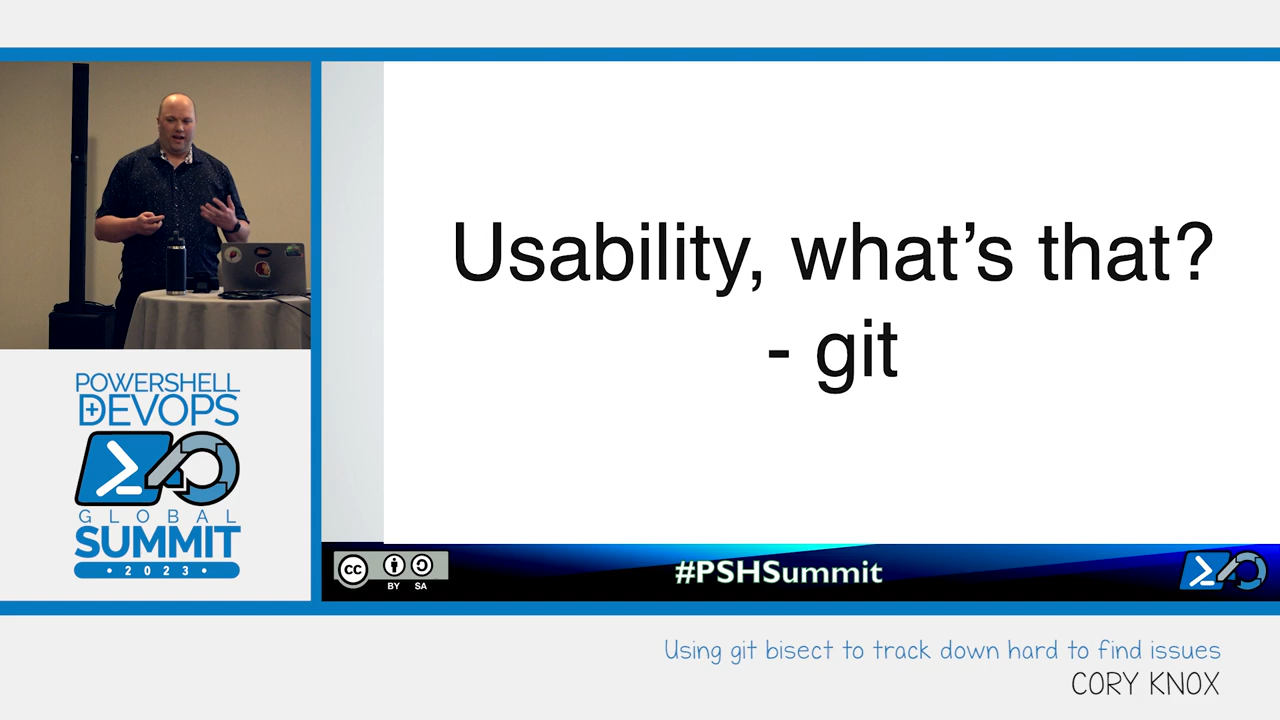 Usability, what's that?
- git
POWERSHELL
+DEVOPS
GLOBAL
SUMMIT
• 2023 •
cc
BY SA
#PSHSummit
Using git bisect to track down hard to find issues
CORY KNOX